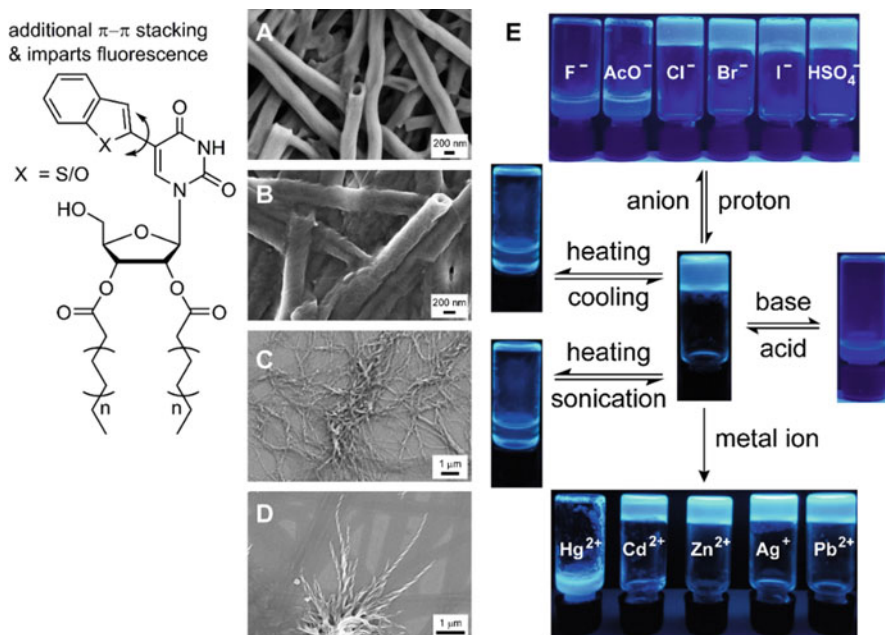 additional π–π stacking
& imparts fluorescence
X
X = S/O
O
NH
N
O
HO
O
O
O
O
O
n
n
A
200 nm
B
200 nm
C
1 μm
D
1 μm
E
F⁻
AcO⁻
Cl⁻
Br⁻
I⁻
HSO₄⁻
anion
proton
heating
cooling
base
acid
heating
sonication
metal ion
Hg²⁺
Cd²⁺
Zn²⁺
Ag⁺
Pb²⁺